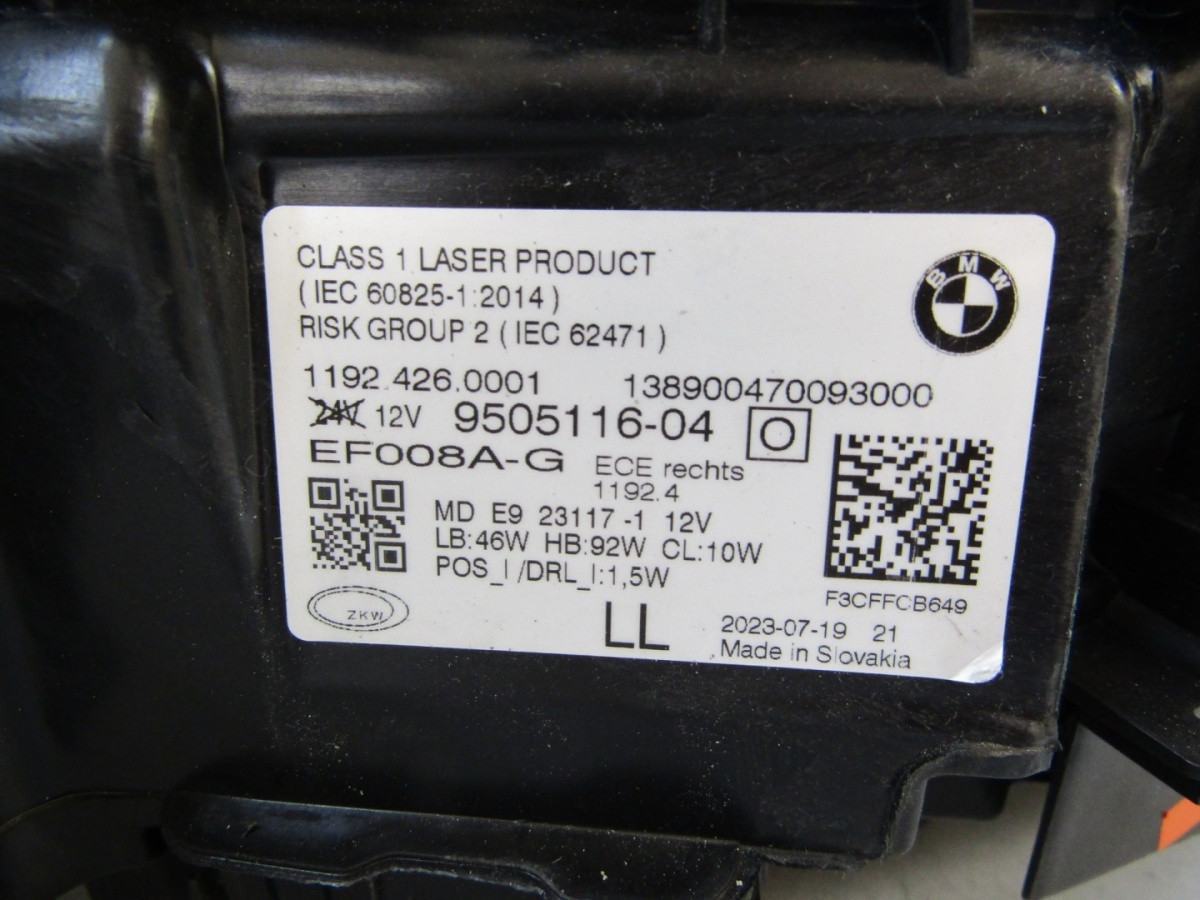 CLASS 1 LASER PRODUCT
( IEC 60825-1:2014 )
RISK GROUP 2 ( IEC 62471 )
BMW
1192.426.0001 138900470093000
24V 12V 9505116-04 O
EF008A-G ECE rechts
1192.4
MD E9 23117 -1 12V
LB:46W HB:92W CL:10W
POS_I /DRL_I:1,5W
F3CFFCB649
ZKW
LL
2023-07-19 21
Made in Slovakia